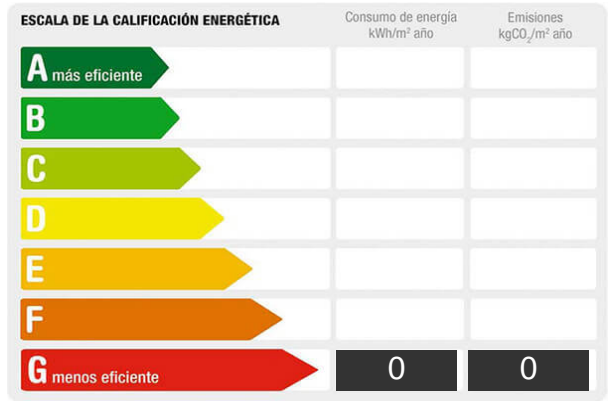 ESCALA DE LA CALIFICACIÓN ENERGÉTICA
Consumo de energía
kWh/m² año
Emisiones
kgCO₂/m² año
A más eficiente
B
C
D
E
F
G menos eficiente
0
0